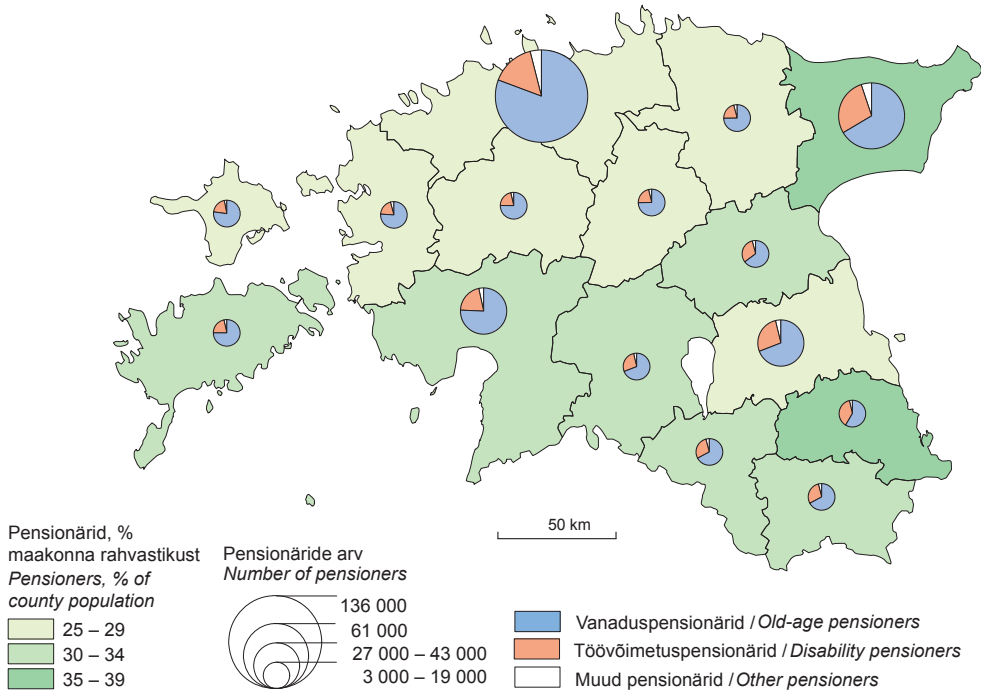 50 km
Pensionärid, %
maakonna rahvastikust
Pensioners, % of
county population
25 – 29
30 – 34
35 – 39
Pensionäride arv
Number of pensioners
136 000
61 000
27 000 – 43 000
3 000 – 19 000
Vanaduspensionärid / Old-age pensioners
Töövõimetuspensionärid / Disability pensioners
Muud pensionärid / Other pensioners